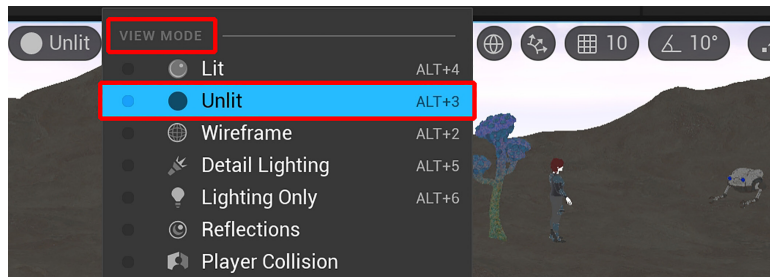 Unlit
VIEW MODE
10
10°
Lit ALT+4
Unlit ALT+3
Wireframe ALT+2
Detail Lighting ALT+5
Lighting Only ALT+6
Reflections
Player Collision